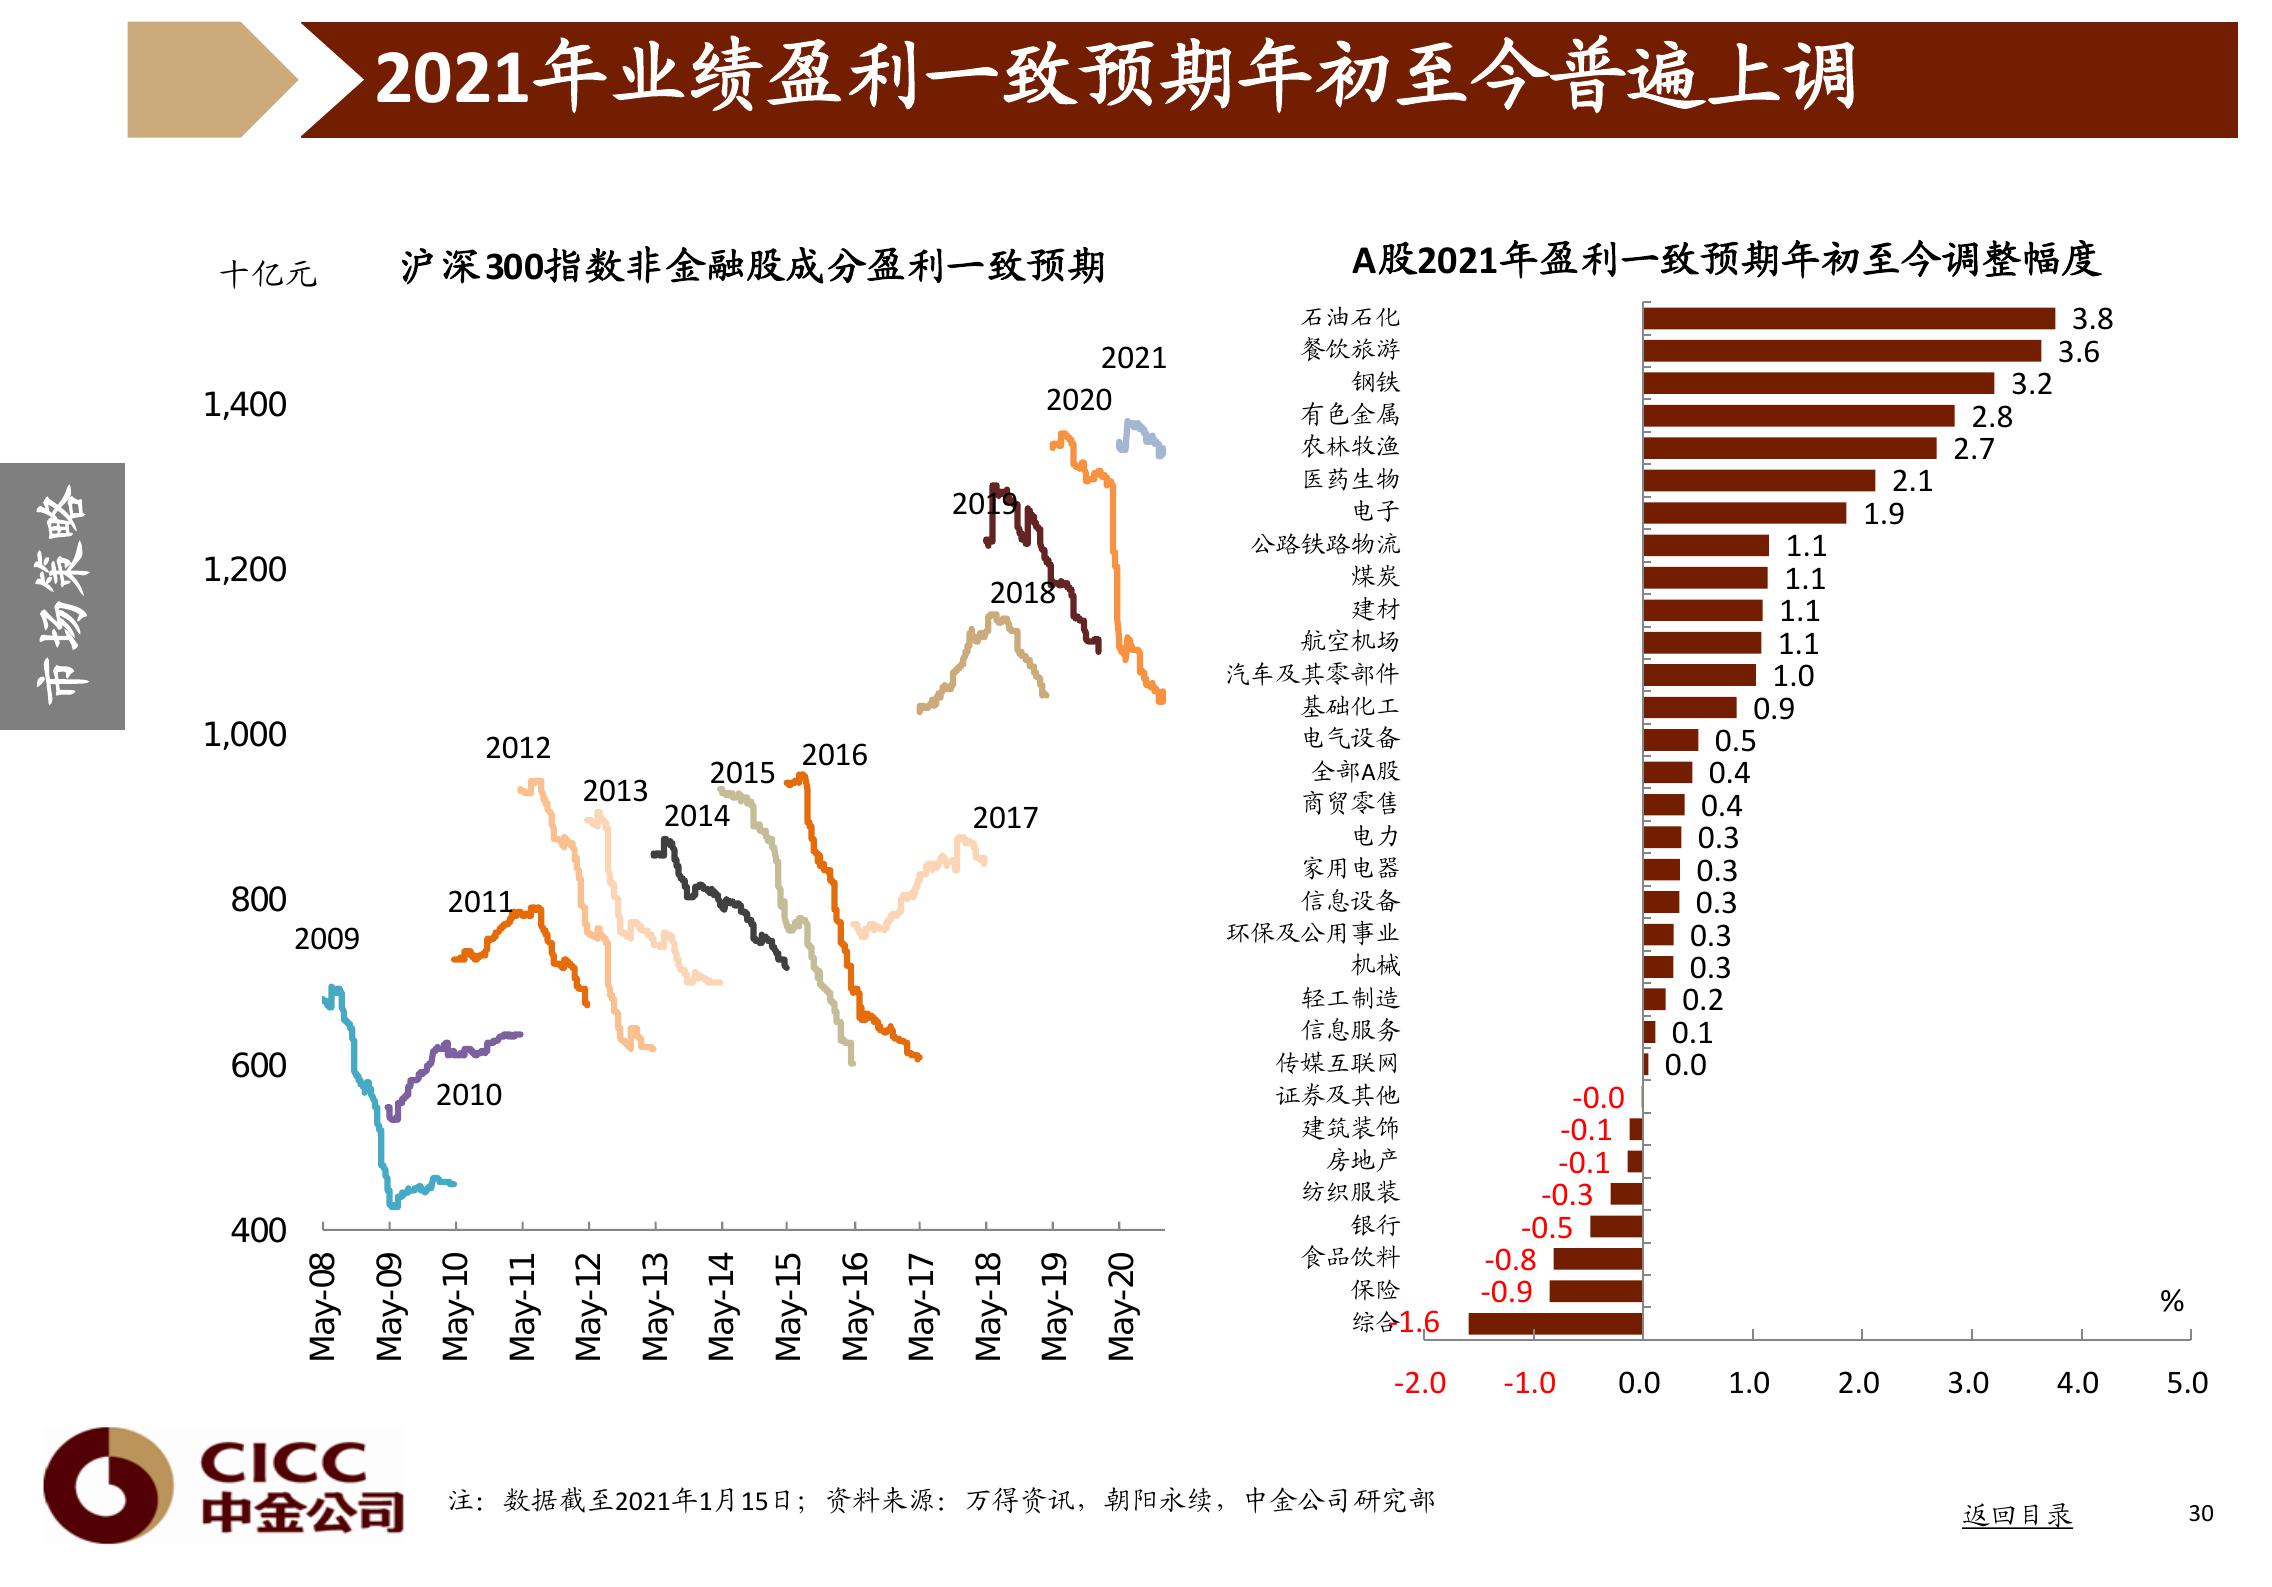 2021年业绩盈利一致预期年初至今普遍上调
市场策略
十亿元
沪深300指数非金融股成分盈利一致预期
1,400
1,200
1,000
800
600
400
2009
2010
2011
2012
2013
2014
2015
2016
2017
2018
2019
2020
2021
May-08
May-09
May-10
May-11
May-12
May-13
May-14
May-15
May-16
May-17
May-18
May-19
May-20
A股2021年盈利一致预期年初至今调整幅度
石油石化 3.8
餐饮旅游 3.6
钢铁 3.2
有色金属 2.8
农林牧渔 2.7
医药生物 2.1
电子 1.9
公路铁路物流 1.1
煤炭 1.1
建材 1.1
航空机场 1.1
汽车及其零部件 1.0
基础化工 0.9
电气设备 0.5
全部A股 0.4
商贸零售 0.4
电力 0.3
家用电器 0.3
信息设备 0.3
环保及公用事业 0.3
机械 0.3
轻工制造 0.2
信息服务 0.1
传媒互联网 0.0
证券及其他 -0.0
建筑装饰 -0.1
房地产 -0.1
纺织服装 -0.3
银行 -0.5
食品饮料 -0.8
保险 -0.9
综合 -1.6
%
-2.0 -1.0 0.0 1.0 2.0 3.0 4.0 5.0
CICC
中金公司
注：数据截至2021年1月15日；资料来源：万得资讯，朝阳永续，中金公司研究部
返回目录
30